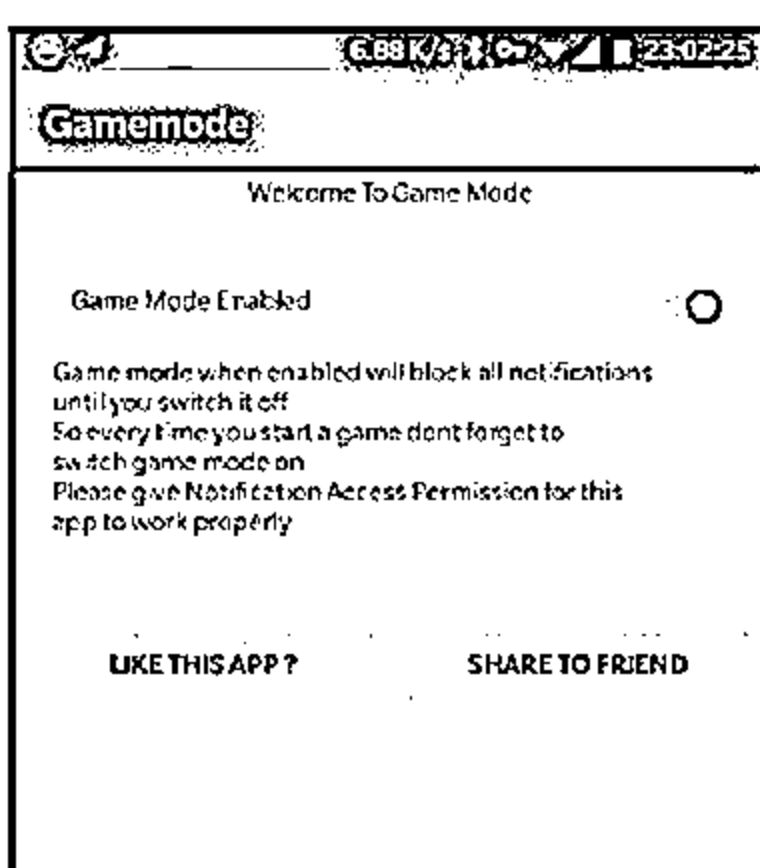 6.88K/s 23:02:25
Gamemode
Welcome To Game Mode
Game Mode Enabled
Game mode when enabled will block all notifications
until you switch it off
So every time you start a game dont forget to
switch game mode on
Please give Notification Access Permission for this
app to work properly
LIKE THIS APP ? SHARE TO FRIEND